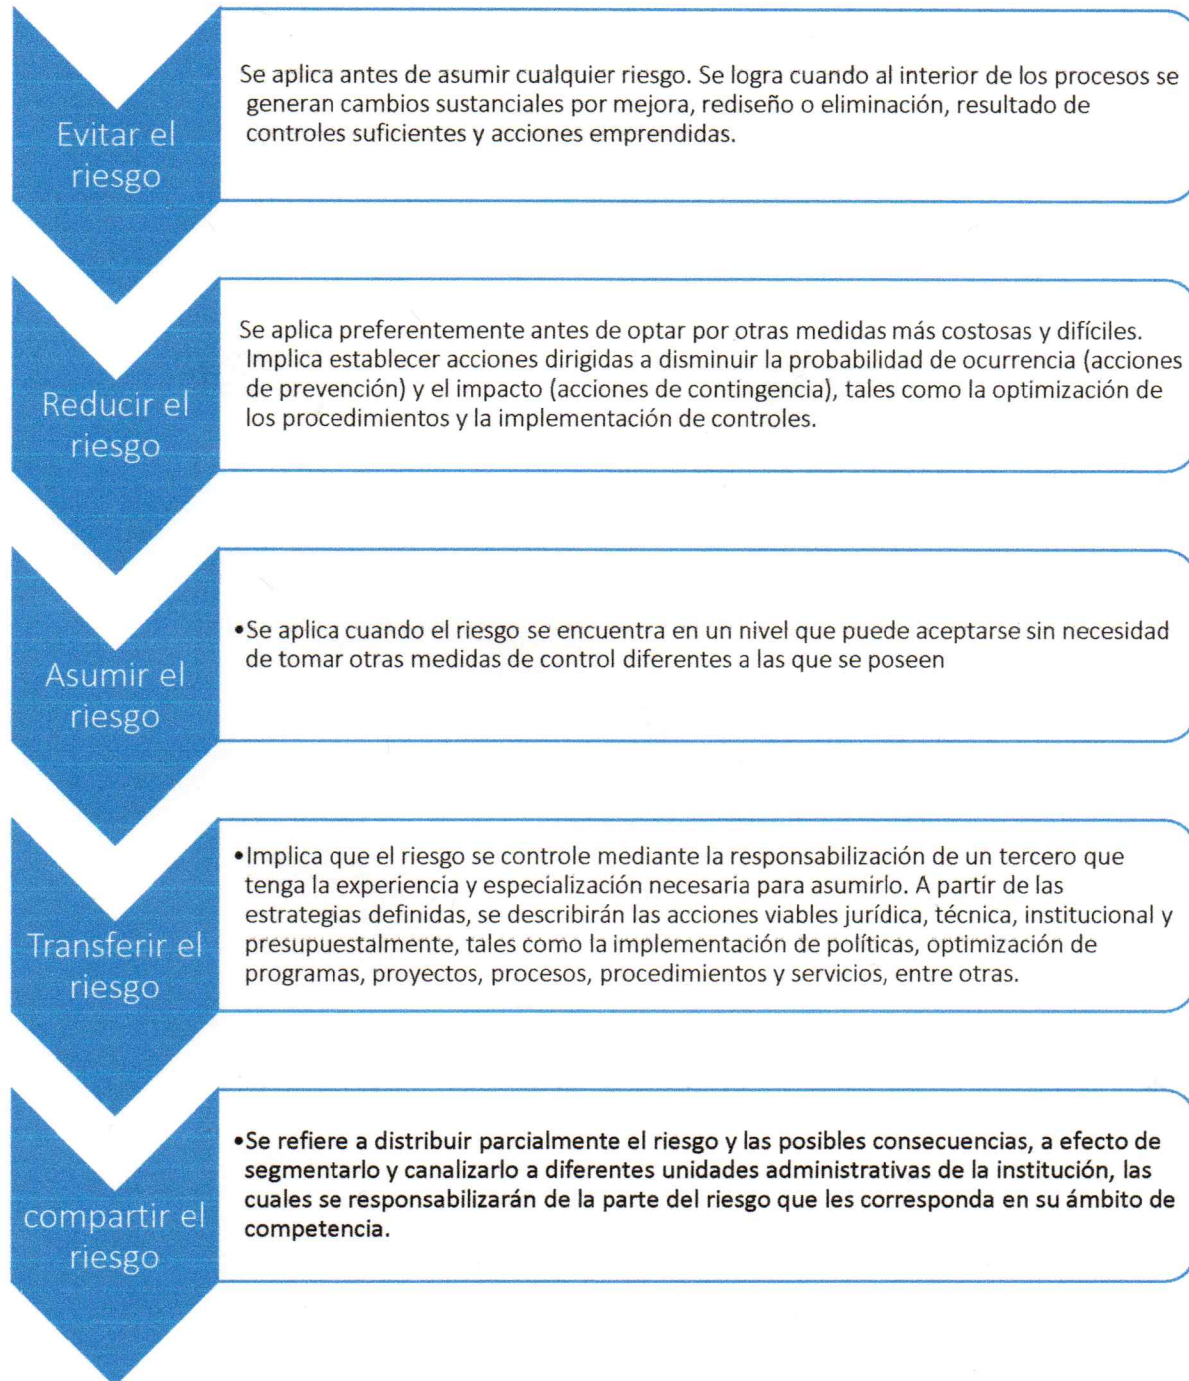 Evitar el
riesgo
Se aplica antes de asumir cualquier riesgo. Se logra cuando al interior de los procesos se
generan cambios sustanciales por mejora, rediseño o eliminación, resultado de
controles suficientes y acciones emprendidas.
Reducir el
riesgo
Se aplica preferentemente antes de optar por otras medidas más costosas y difíciles.
Implica establecer acciones dirigidas a disminuir la probabilidad de ocurrencia (acciones
de prevención) y el impacto (acciones de contingencia), tales como la optimización de
los procedimientos y la implementación de controles.
Asumir el
riesgo
•Se aplica cuando el riesgo se encuentra en un nivel que puede aceptarse sin necesidad
de tomar otras medidas de control diferentes a las que se poseen
Transferir el
riesgo
•Implica que el riesgo se controle mediante la responsabilización de un tercero que
tenga la experiencia y especialización necesaria para asumirlo. A partir de las
estrategias definidas, se describirán las acciones viables jurídica, técnica, institucional y
presupuestalmente, tales como la implementación de políticas, optimización de
programas, proyectos, procesos, procedimientos y servicios, entre otras.
compartir el
riesgo
•Se refiere a distribuir parcialmente el riesgo y las posibles consecuencias, a efecto de
segmentarlo y canalizarlo a diferentes unidades administrativas de la institución, las
cuales se responsabilizarán de la parte del riesgo que les corresponda en su ámbito de
competencia.